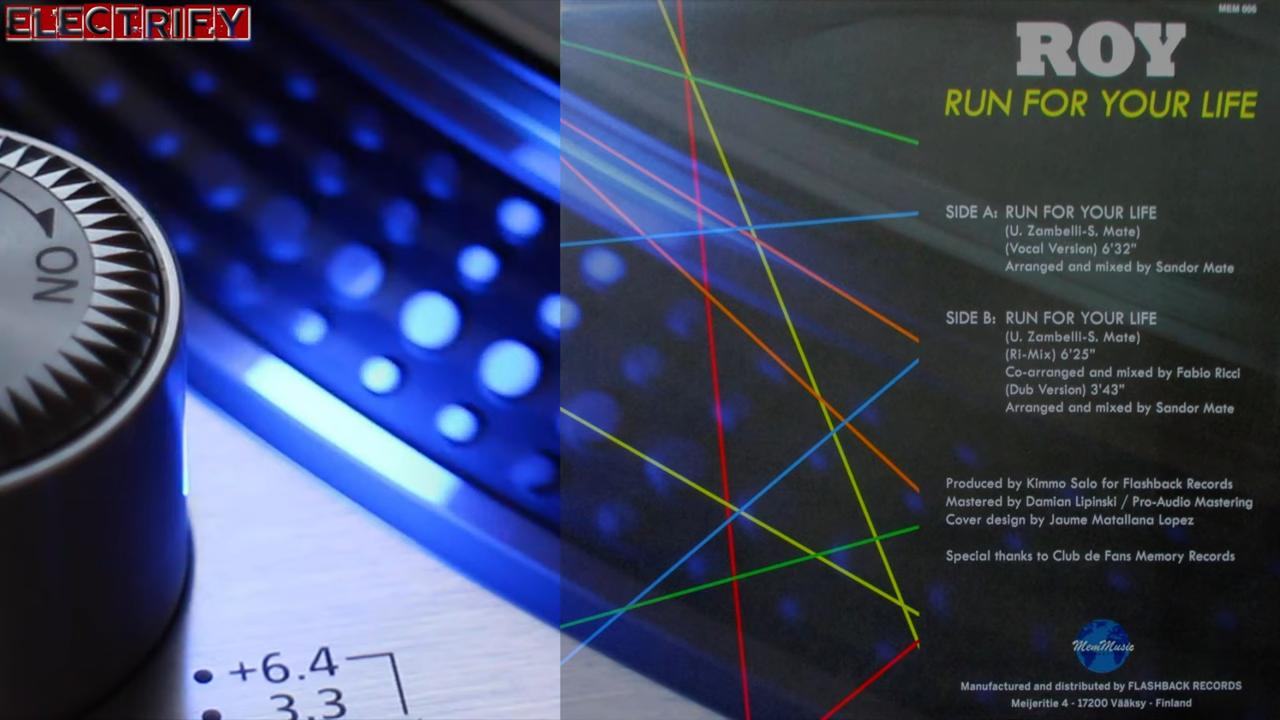 ELECTRIFY
ON
+6.4
3.3
MEM 006
ROY
RUN FOR YOUR LIFE
SIDE A: RUN FOR YOUR LIFE
(U. Zambelli-S. Mate)
(Vocal Version) 6'32"
Arranged and mixed by Sandor Mate
SIDE B: RUN FOR YOUR LIFE
(U. Zambelli-S. Mate)
(Ri-Mix) 6'25"
Co-arranged and mixed by Fabio Ricci
(Dub Version) 3'43"
Arranged and mixed by Sandor Mate
Produced by Kimmo Salo for Flashback Records
Mastered by Damian Lipinski / Pro-Audio Mastering
Cover design by Jaume Matallana Lopez
Special thanks to Club de Fans Memory Records
MemMusic
Manufactured and distributed by FLASHBACK RECORDS
Meijeritie 4 - 17200 Vääksy - Finland